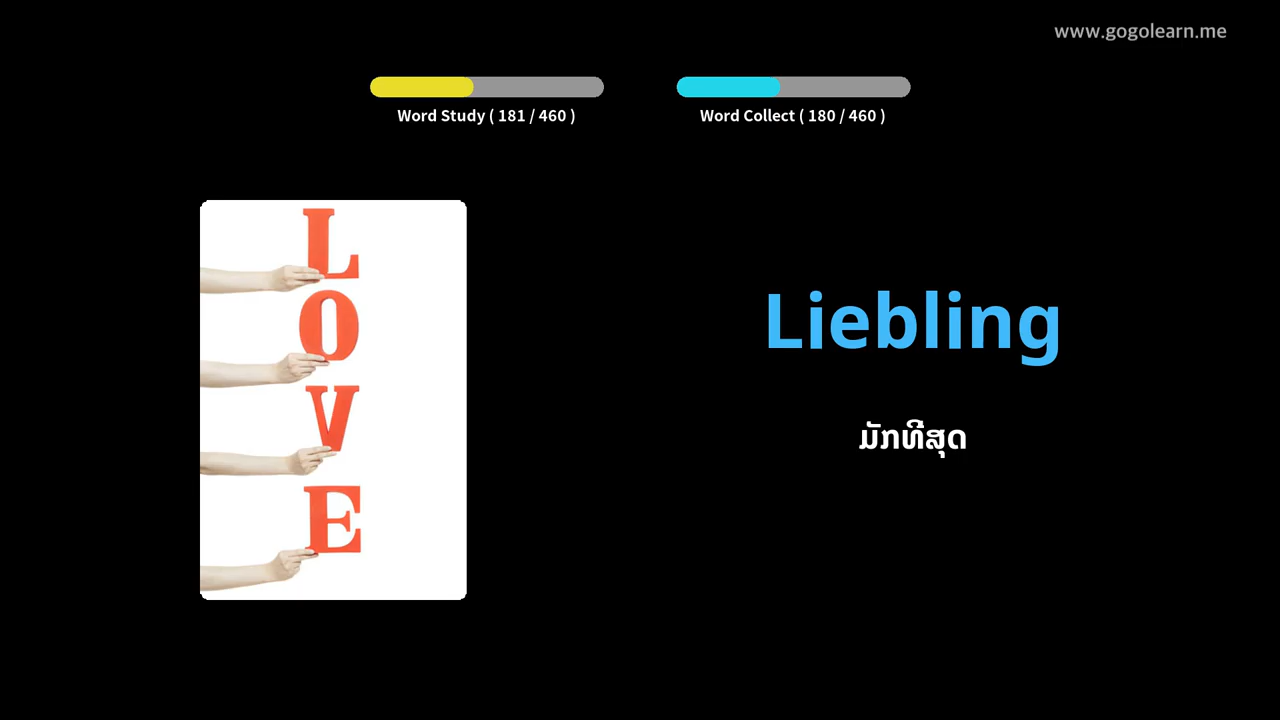 www.gogolearn.me
Word Study ( 181 / 460 )
Word Collect ( 180 / 460 )
L
O
V
E
Liebling
ມັກທີສຸດ